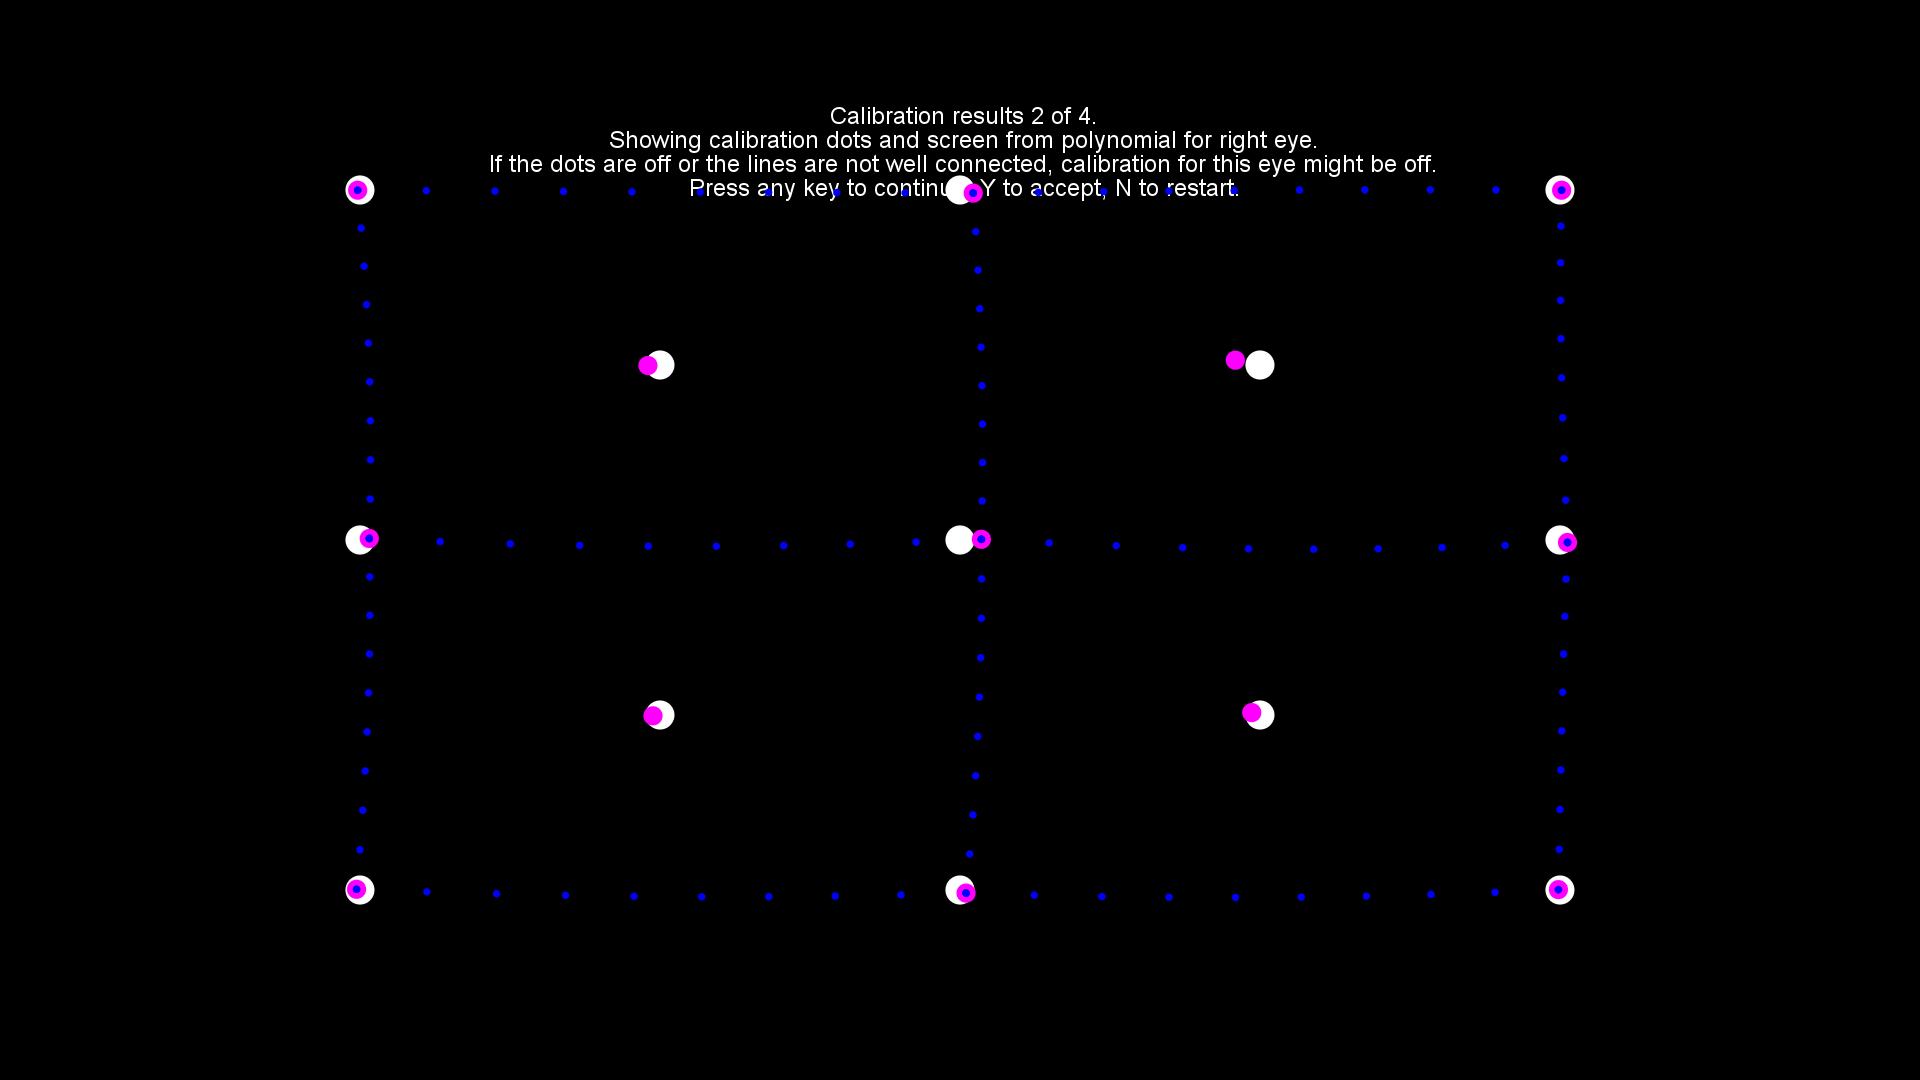 Calibration results 2 of 4.
Showing calibration dots and screen from polynomial for right eye.
If the dots are off or the lines are not well connected, calibration for this eye might be off.
Press any key to continue, Y to accept, N to restart.